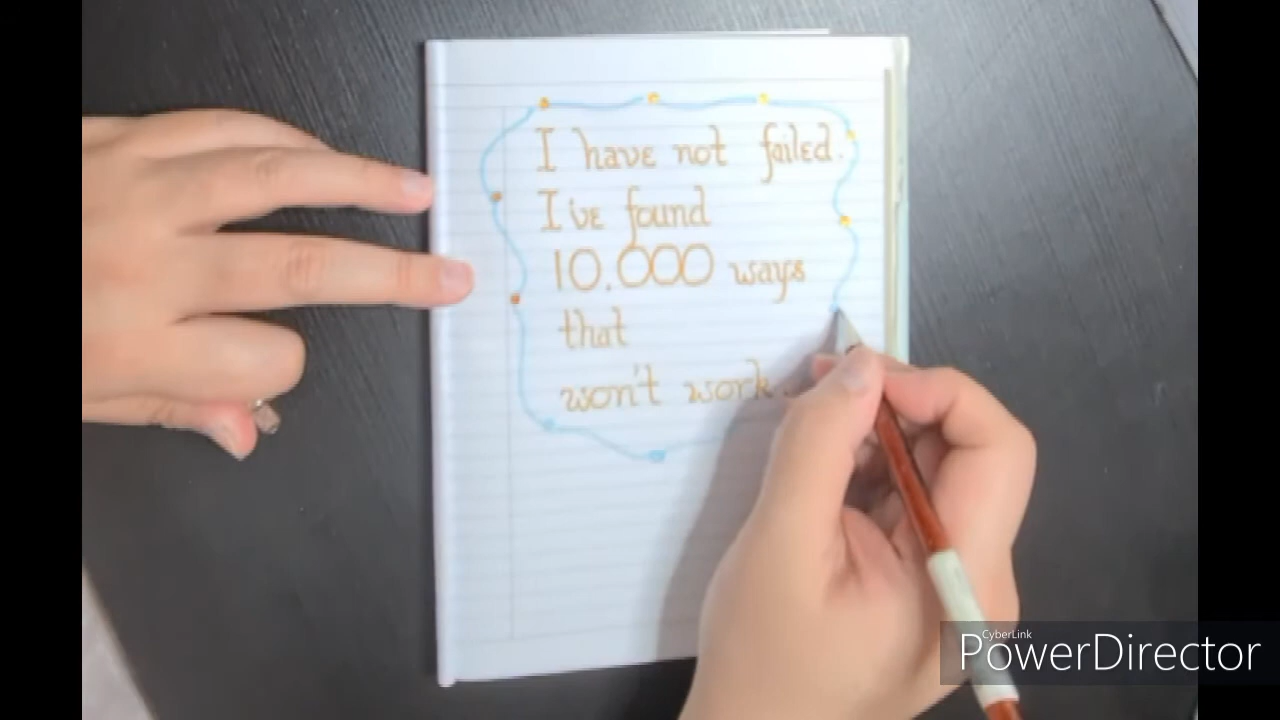 I have not failed.
I've found
10.000 ways
that
won't work
CyberLink
PowerDirector